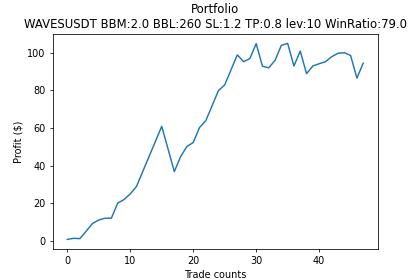 Portfolio
WAVESUSDT BBM:2.0 BBL:260 SL:1.2 TP:0.8 lev:10 WinRatio:79.0
Profit ($)
100
80
60
40
20
0
0 10 20 30 40
Trade counts